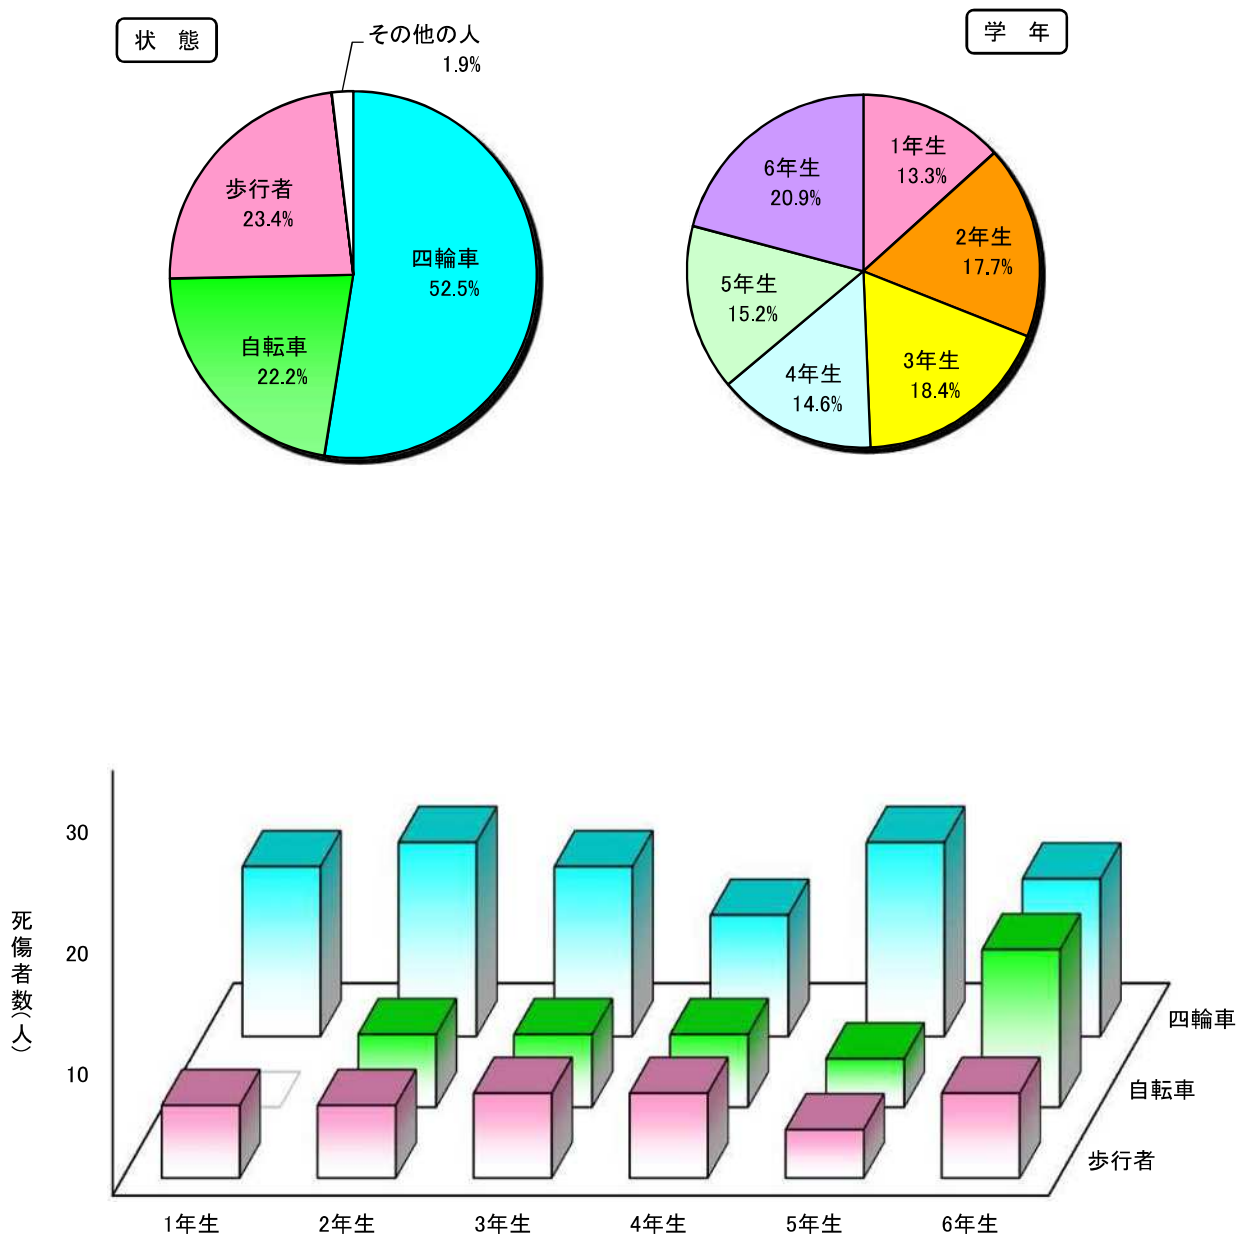 状 態
その他の人
1.9%
歩行者
23.4%
四輪車
52.5%
自転車
22.2%
学 年
1年生
13.3%
6年生
20.9%
2年生
17.7%
5年生
15.2%
3年生
18.4%
4年生
14.6%
死傷者数(人)
30
20
10
四輪車
自転車
歩行者
1年生
2年生
3年生
4年生
5年生
6年生